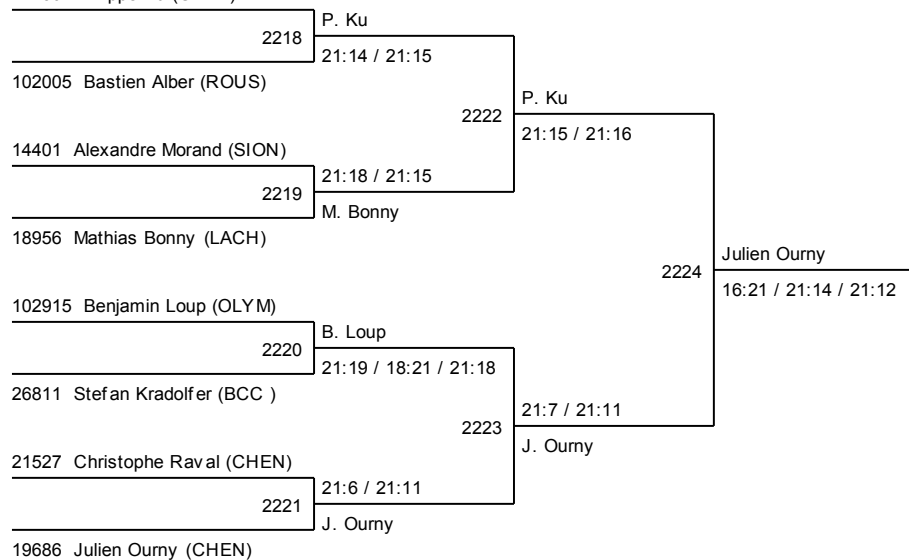 P. Ku
2218
21:14 / 21:15
102005 Bastien Alber (ROUS)
P. Ku
2222
21:15 / 21:16
14401 Alexandre Morand (SION)
21:18 / 21:15
2219
M. Bonny
18956 Mathias Bonny (LACH)
Julien Ourny
2224
16:21 / 21:14 / 21:12
102915 Benjamin Loup (OLYM)
B. Loup
2220
21:19 / 18:21 / 21:18
26811 Stefan Kradolfer (BCC )
21:7 / 21:11
2223
J. Ourny
21527 Christophe Raval (CHEN)
21:6 / 21:11
2221
J. Ourny
19686 Julien Ourny (CHEN)